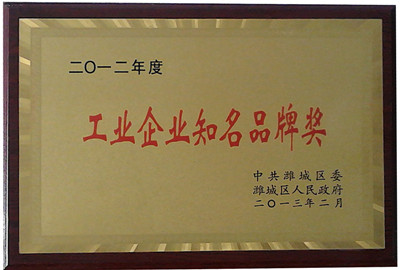 二〇一二年度
工业企业知名品牌奖
中共潍城区委
潍城区人民政府
二〇一三年二月